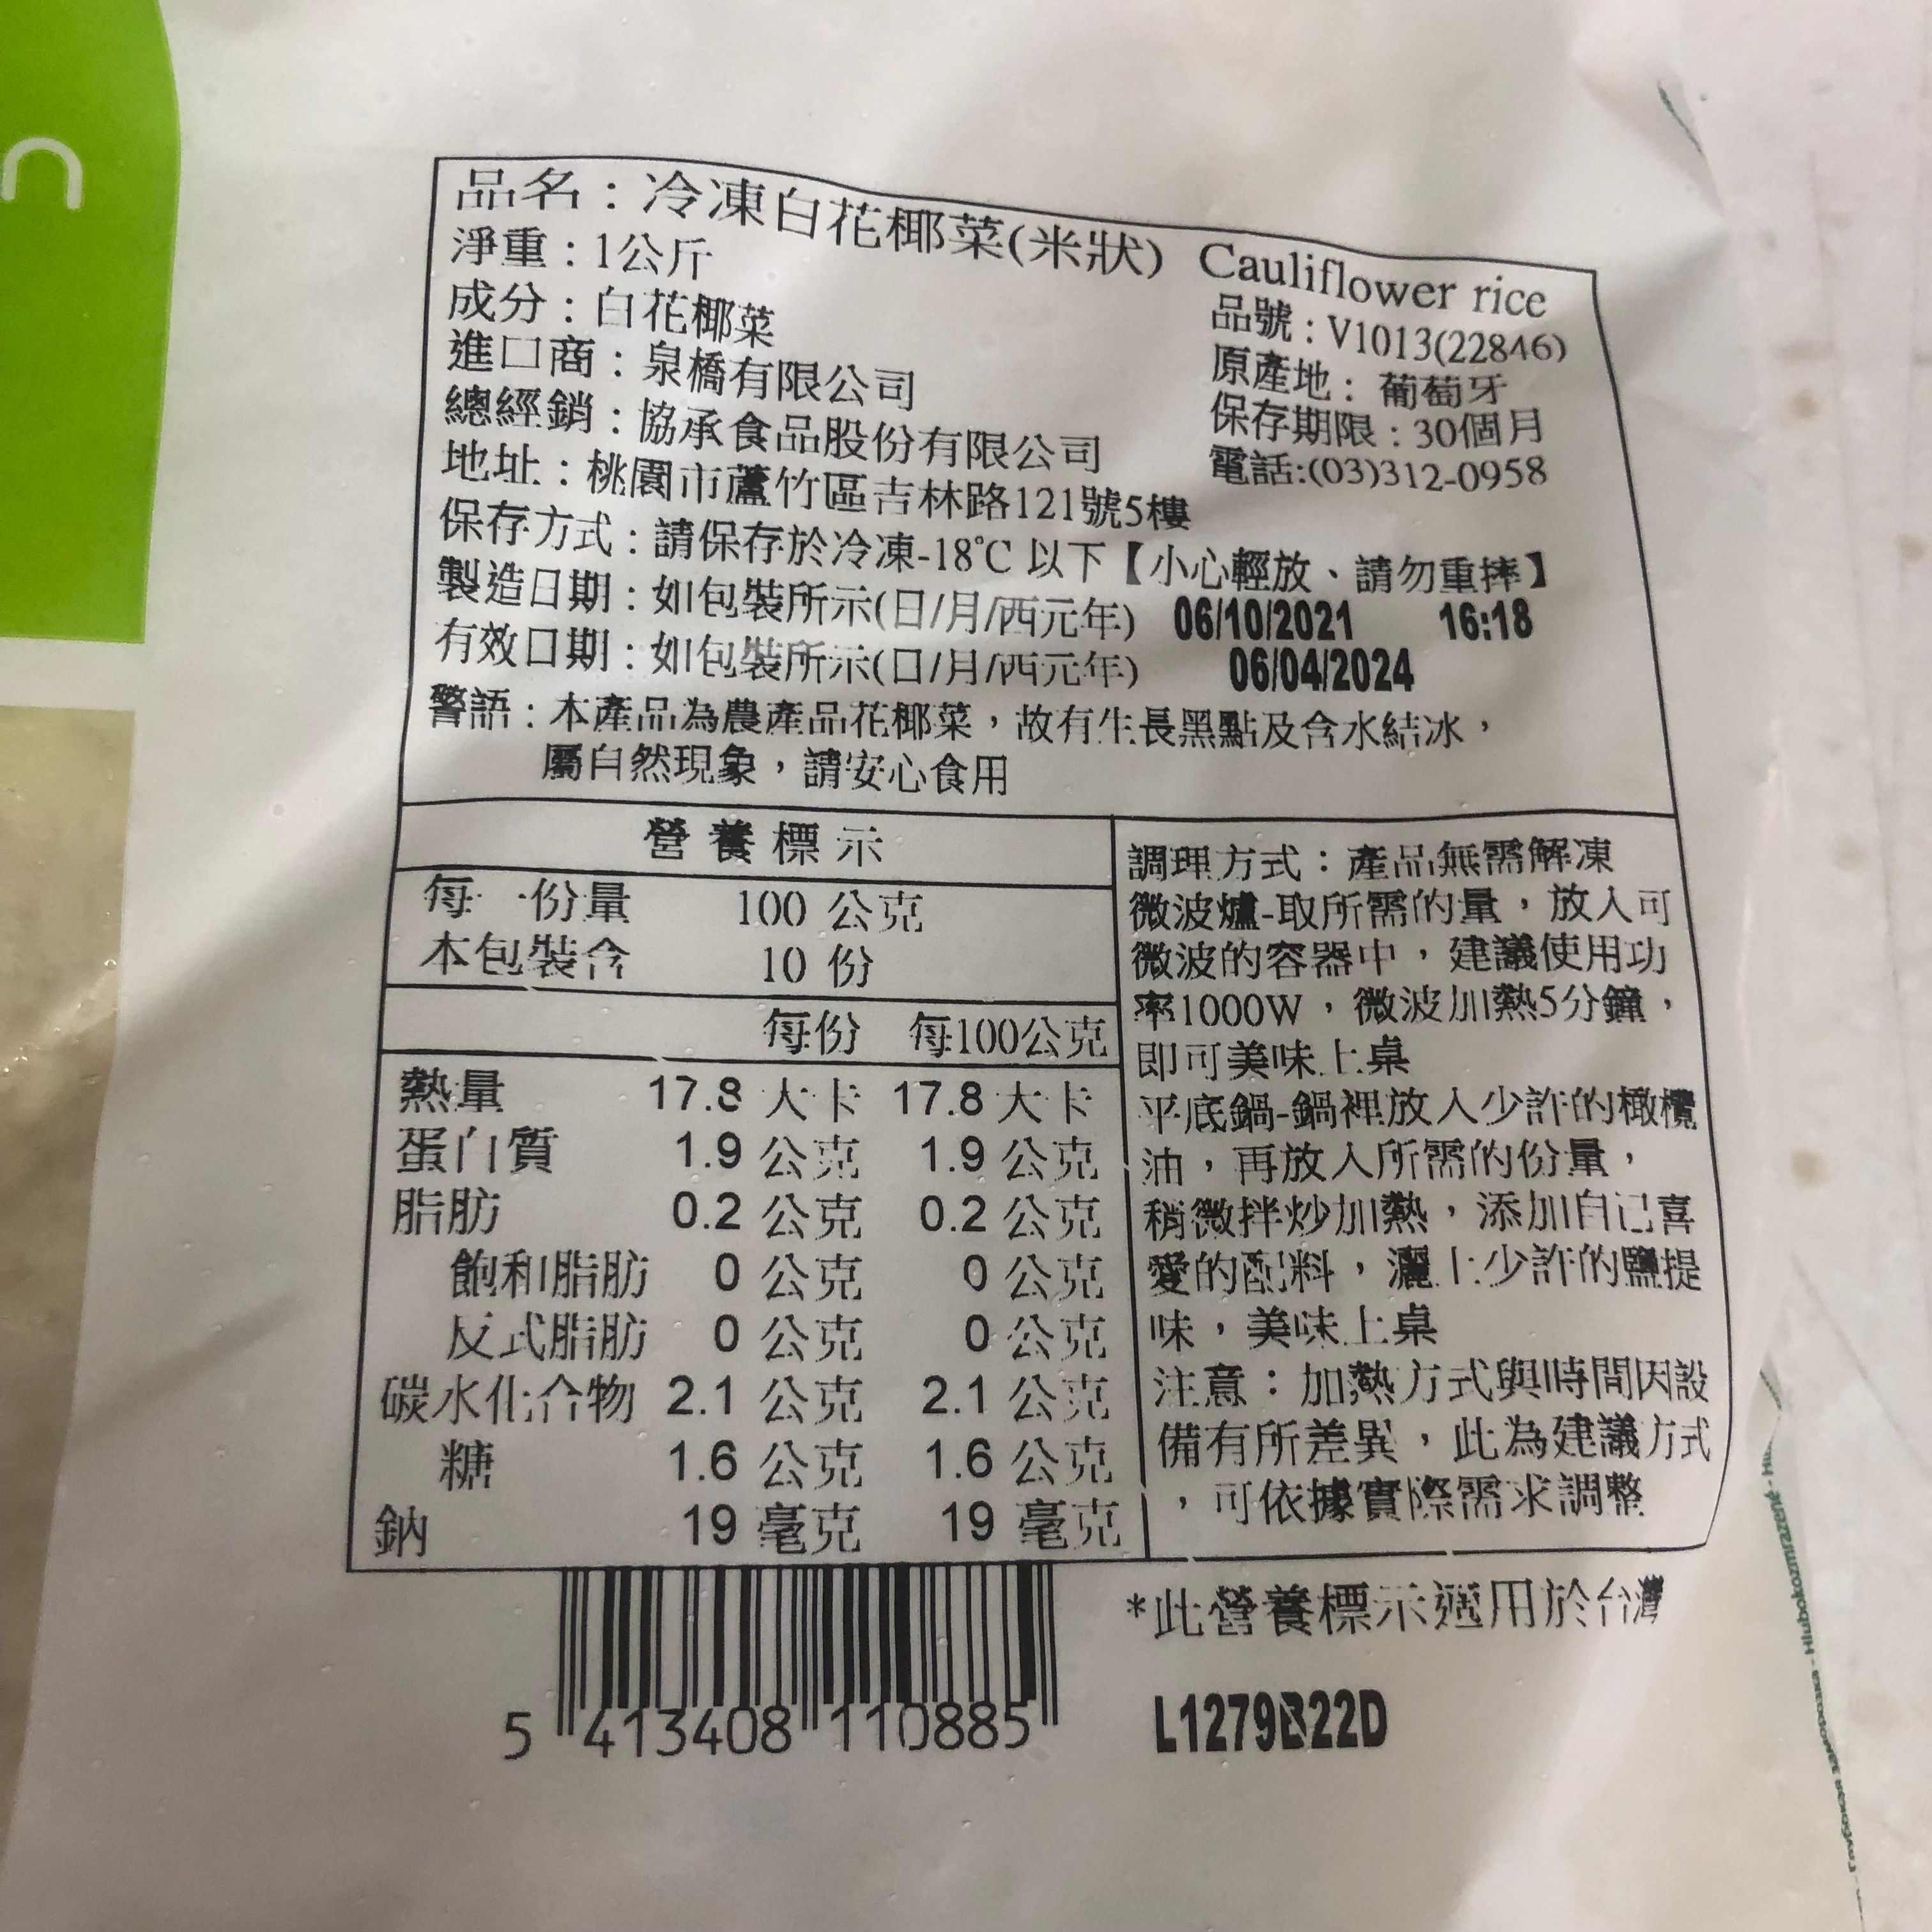 n
品名：冷凍白花椰菜(米狀) Cauliflower rice
淨重：1公斤
品號：V1013(22846)
成分：白花椰菜
原產地：葡萄牙
進口商：泉橋有限公司
保存期限：30個月
總經銷：協承食品股份有限公司
電話:(03)312-0958
地址：桃園市蘆竹區吉林路121號5樓
保存方式：請保存於冷凍-18℃ 以下【小心輕放、請勿重摔】
製造日期：如包裝所示(日/月/西元年) 06/10/2021 16:18
有效日期：如包裝所示(日/月/西元年) 06/04/2024
警語：本產品為農產品花椰菜，故有生長黑點及含水結冰，
屬自然現象，請安心食用
營養標示
每一份量 100 公克
本包裝含 10 份
每份 每100公克
熱量 17.8 大卡 17.8 大卡
蛋白質 1.9 公克 1.9 公克
脂肪 0.2 公克 0.2 公克
飽和脂肪 0 公克 0 公克
反式脂肪 0 公克 0 公克
碳水化合物 2.1 公克 2.1 公克
糖 1.6 公克 1.6 公克
鈉 19 毫克 19 毫克
調理方式：產品無需解凍
微波爐-取所需的量，放入可
微波的容器中，建議使用功
率1000W，微波加熱5分鐘，
即可美味上桌
平底鍋-鍋裡放入少許的橄欖
油，再放入所需的份量，
稍微拌炒加熱，添加自己喜
愛的配料，灑上少許的鹽提
味，美味上桌
注意：加熱方式與時間因設
備有所差異，此為建議方式
，可依據實際需求調整
*此營養標示適用於台灣
5 413408 110885
L1279B22D
Hlubokozmrazené